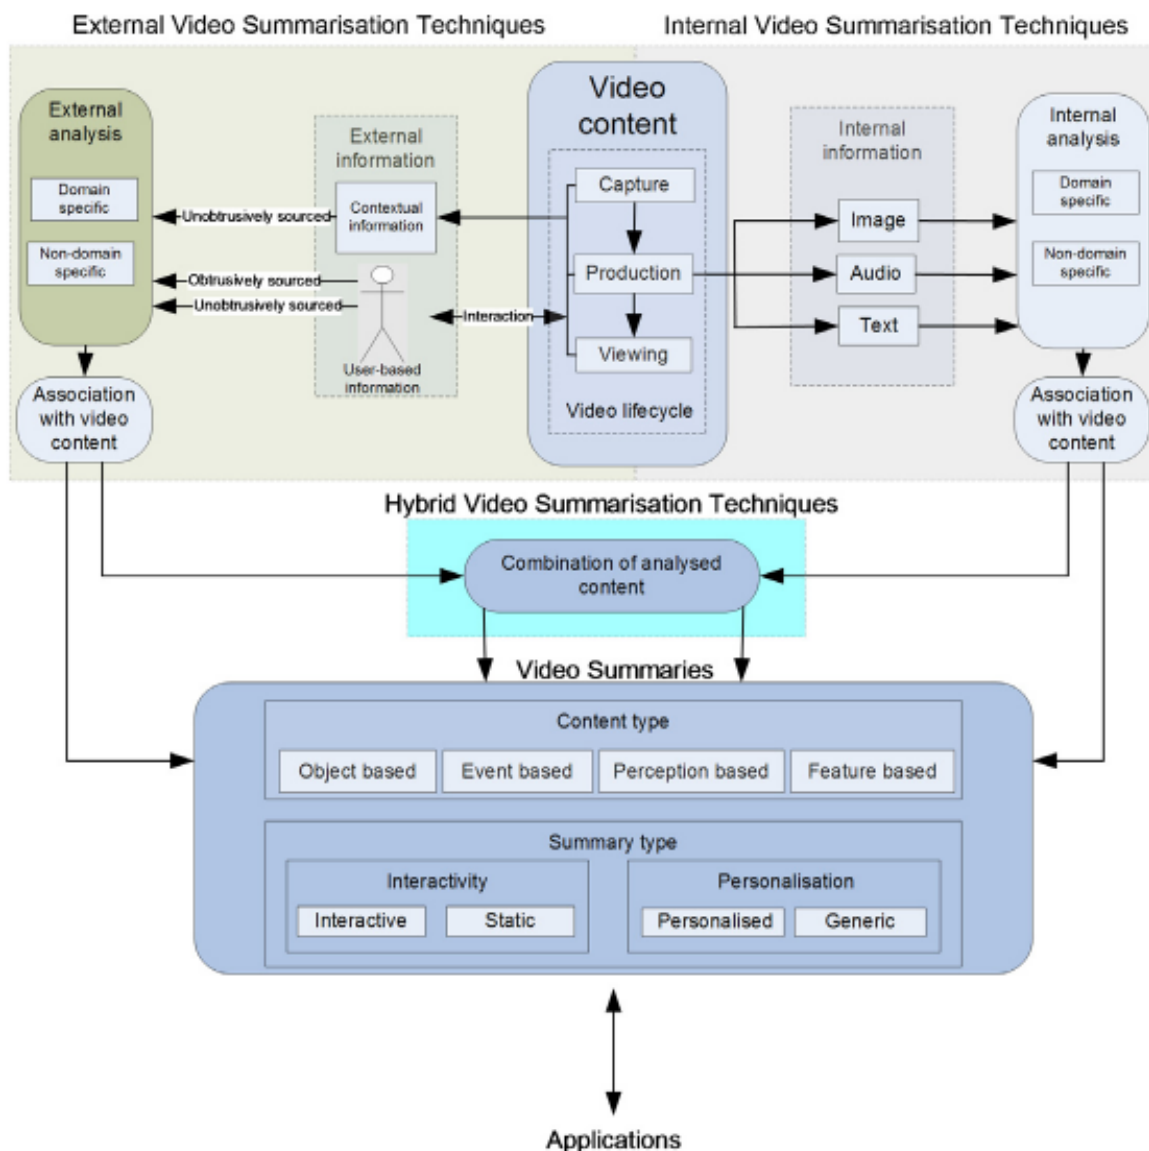 External Video Summarisation Techniques
Internal Video Summarisation Techniques
External
analysis
Domain
specific
Non-domain
specific
Unobtrusively sourced
Obtrusively sourced
Unobtrusively sourced
External
information
Contextual
information
User-based
information
Interaction
Video
content
Capture
Production
Viewing
Video lifecycle
Internal
information
Image
Audio
Text
Internal
analysis
Domain
specific
Non-domain
specific
Association
with video
content
Association
with video
content
Hybrid Video Summarisation Techniques
Combination of analysed
content
Video Summaries
Content type
Object based
Event based
Perception based
Feature based
Summary type
Interactivity
Interactive
Static
Personalisation
Personalised
Generic
Applications